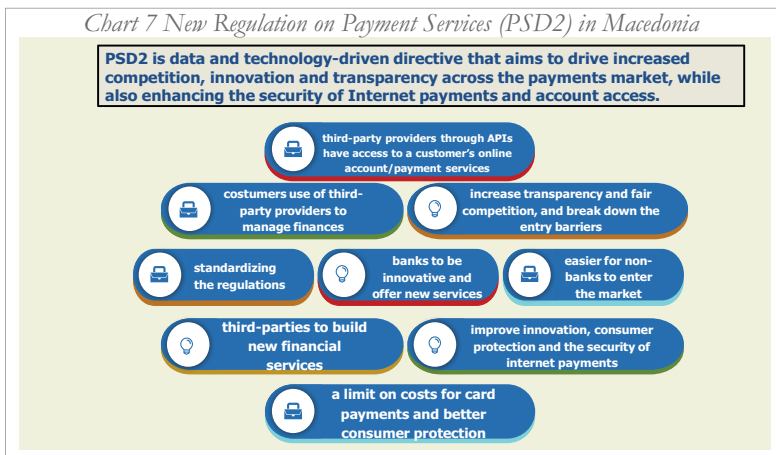 Chart 7 New Regulation on Payment Services (PSD2) in Macedonia
PSD2 is data and technology-driven directive that aims to drive increased
competition, innovation and transparency across the payments market, while
also enhancing the security of Internet payments and account access.
third-party providers through APIs
have access to a customer's online
account/payment services
costumers use of third-
party providers to
manage finances
increase transparency and fair
competition, and break down the
entry barriers
standardizing
the regulations
banks to be
innovative and
offer new services
easier for non-
banks to enter
the market
third-parties to build
new financial
services
improve innovation, consumer
protection and the security of
internet payments
a limit on costs for card
payments and better
consumer protection